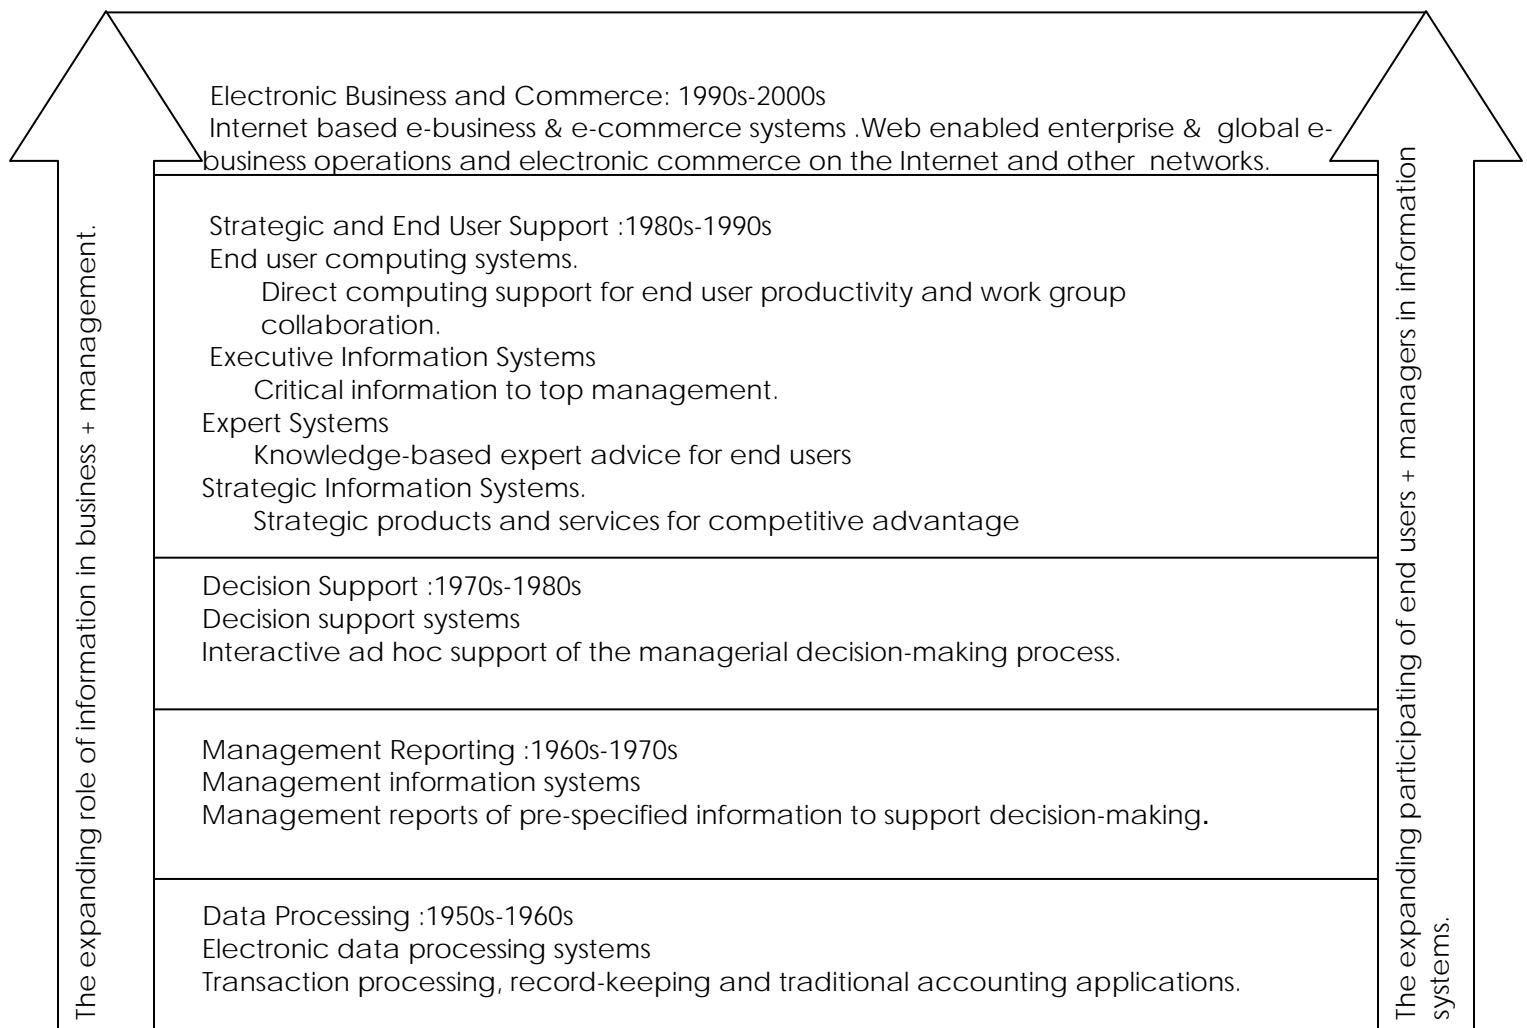 Electronic Business and Commerce: 1990s-2000s
Internet based e-business & e-commerce systems .Web enabled enterprise & global e-
business operations and electronic commerce on the Internet and other networks.
Strategic and End User Support :1980s-1990s
End user computing systems.
Direct computing support for end user productivity and work group
collaboration.
Executive Information Systems
Critical information to top management.
Expert Systems
Knowledge-based expert advice for end users
Strategic Information Systems.
Strategic products and services for competitive advantage
Decision Support :1970s-1980s
Decision support systems
Interactive ad hoc support of the managerial decision-making process.
Management Reporting :1960s-1970s
Management information systems
Management reports of pre-specified information to support decision-making.
Data Processing :1950s-1960s
Electronic data processing systems
Transaction processing, record-keeping and traditional accounting applications.
The expanding role of information in business + management.
The expanding participating of end users + managers in information
systems.